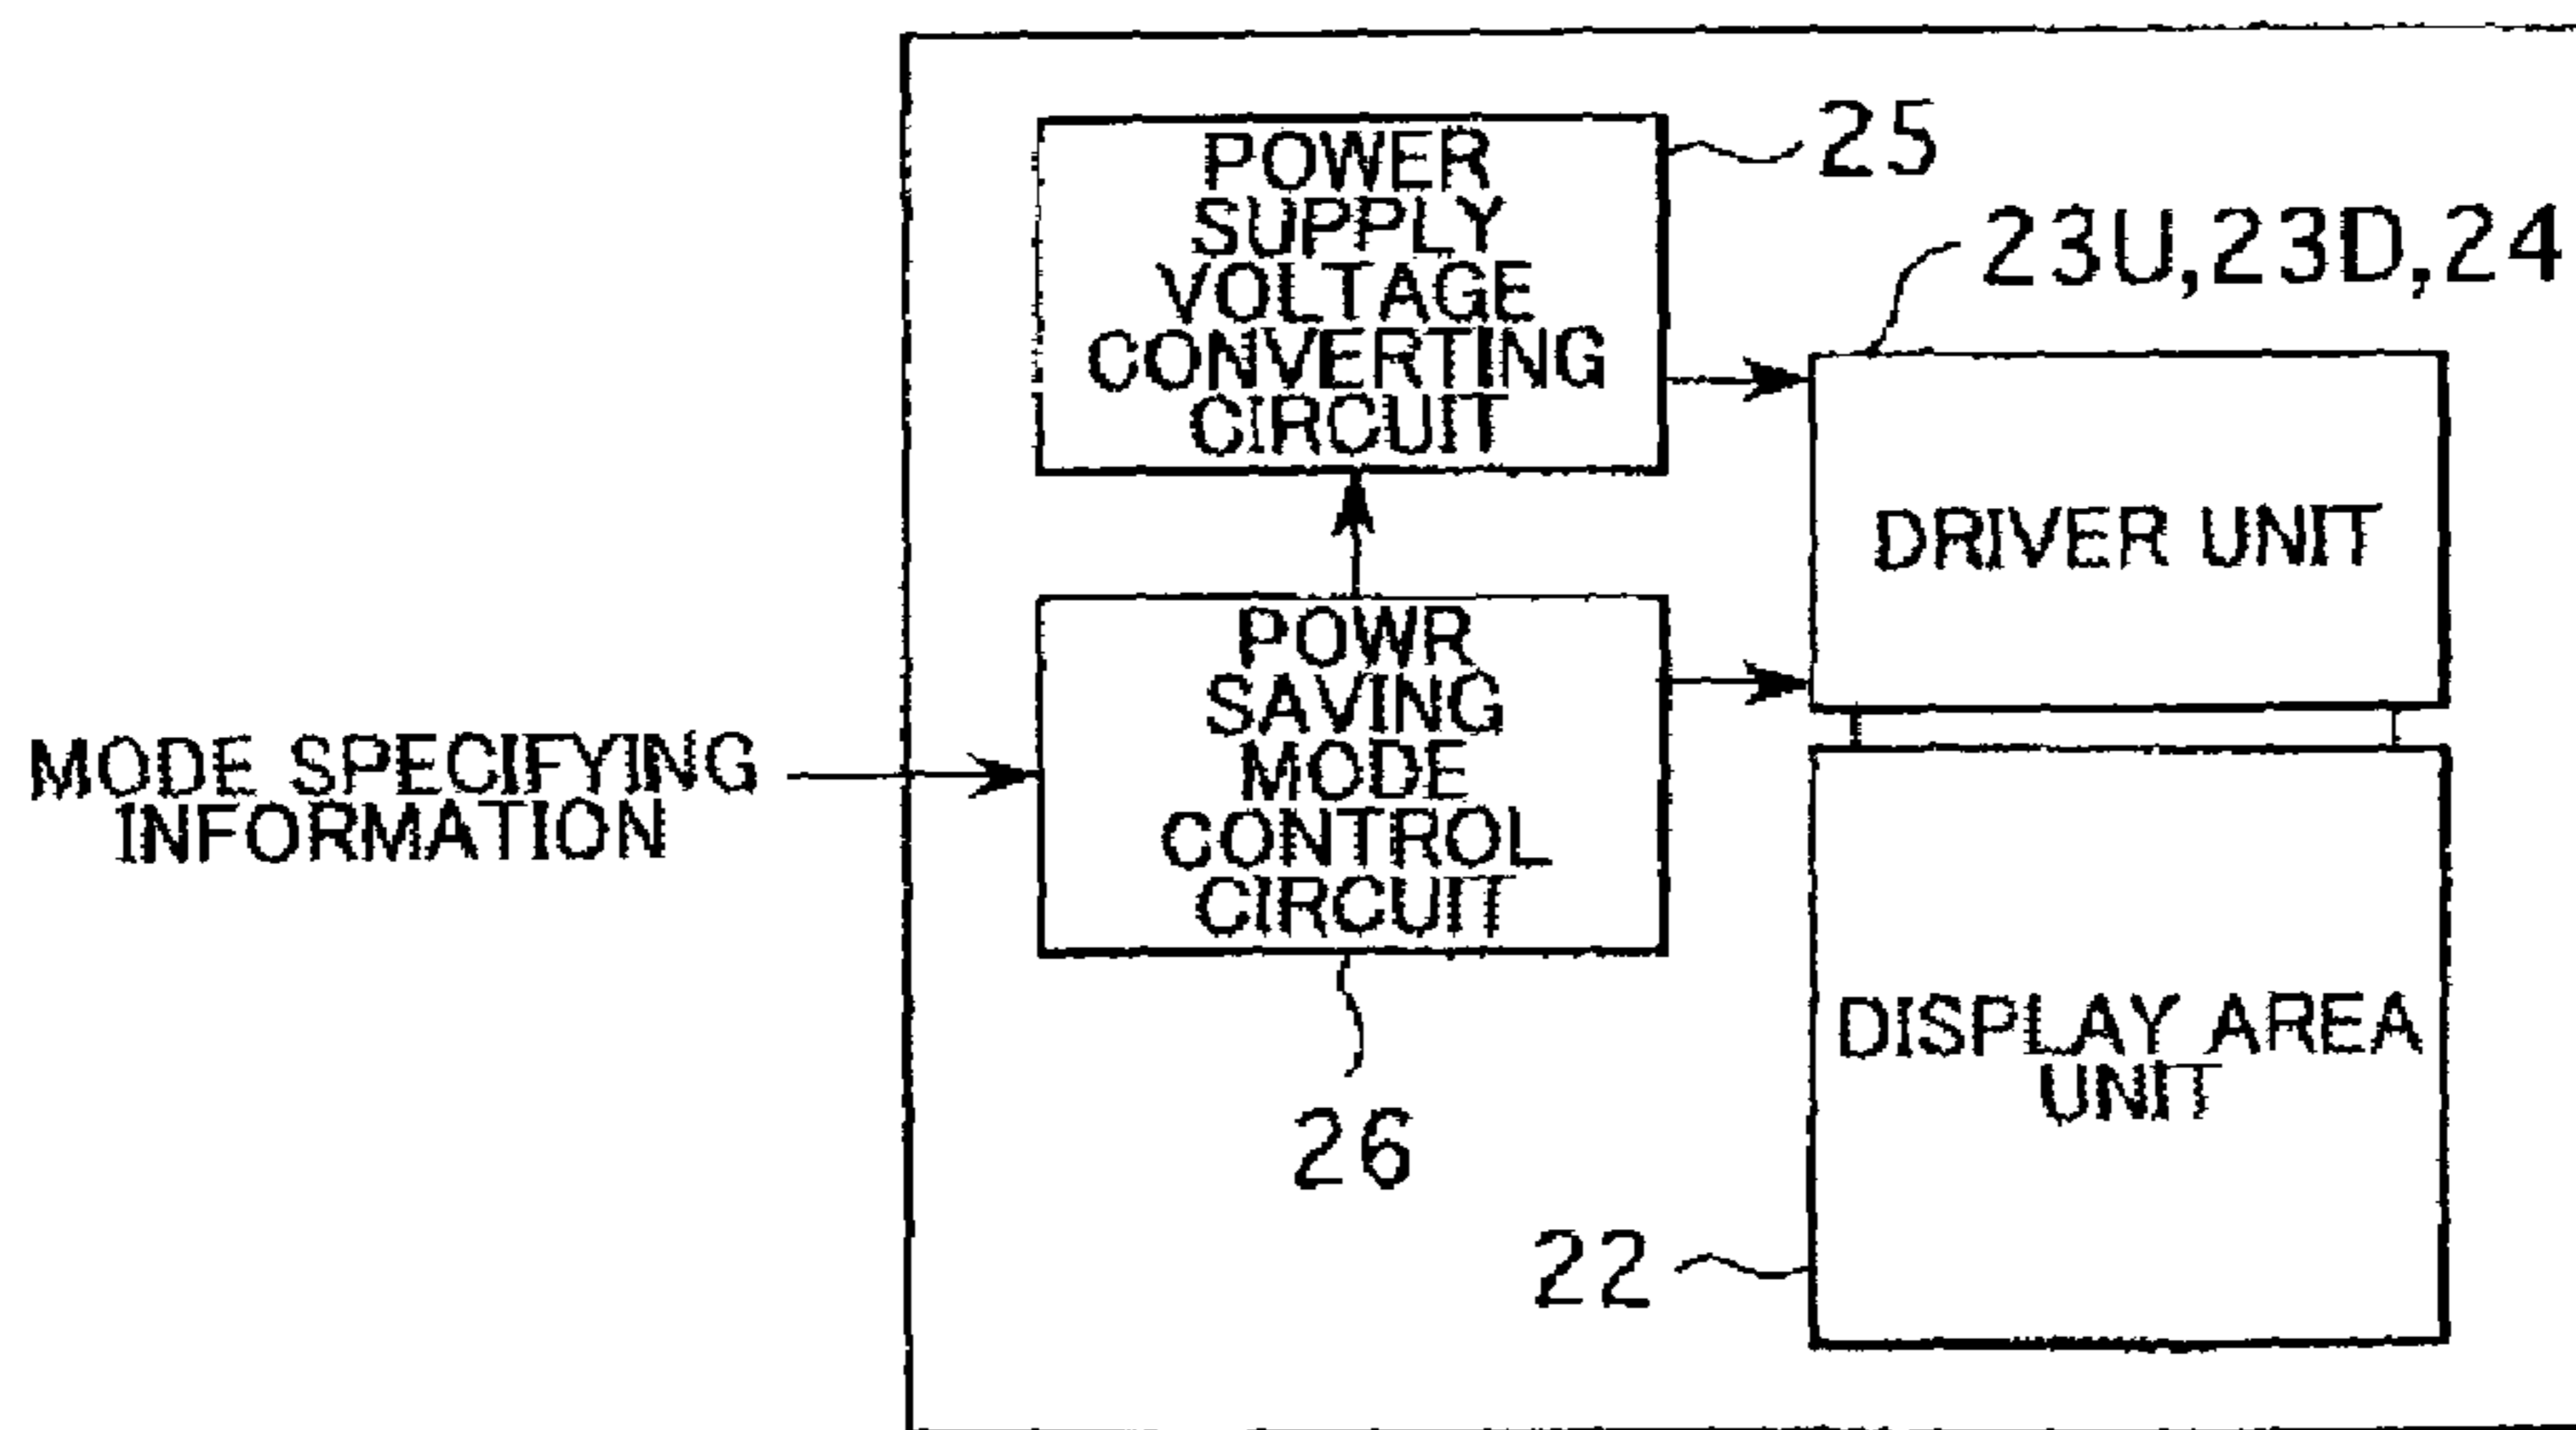 POWER
SUPPLY
VOLTAGE
CONVERTING
CIRCUIT
25
23U,23D,24
DRIVER UNIT
POWR
SAVING
MODE
CONTROL
CIRCUIT
MODE SPECIFYING
INFORMATION
26
DISPLAY AREA
UNIT
22